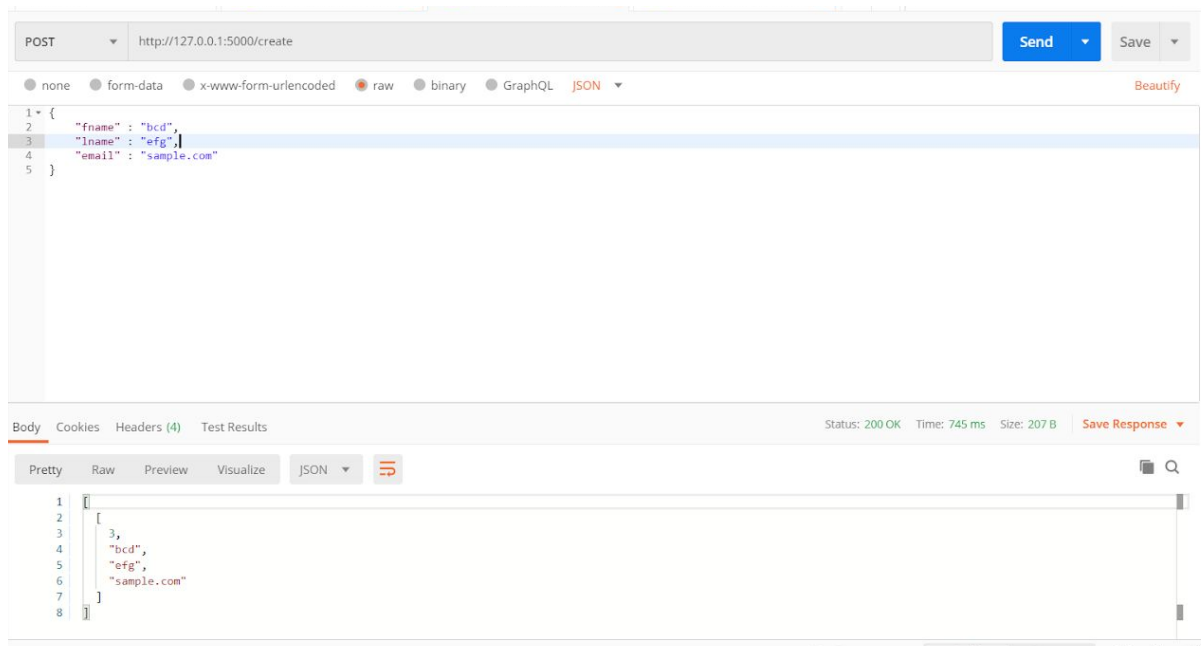 POST http://127.0.0.1:5000/create Send Save
none form-data x-www-form-urlencoded raw binary GraphQL JSON Beautify
1 {
2 "fname" : "bcd",
3 "lname" : "efg",
4 "email" : "sample.com"
5 }
Body Cookies Headers (4) Test Results Status: 200 OK Time: 745 ms Size: 207 B Save Response
Pretty Raw Preview Visualize JSON
1 [
2 [
3 3,
4 "bcd",
5 "efg",
6 "sample.com"
7 ]
8 ]